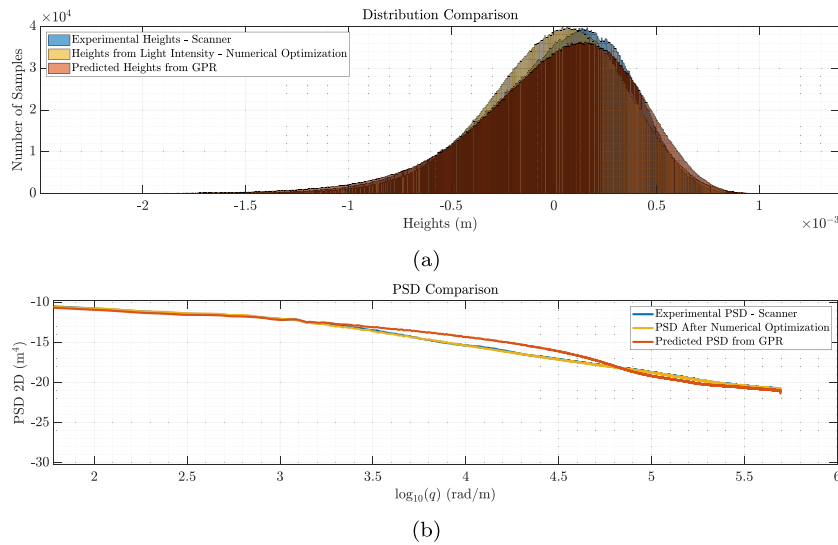 ×10⁴
Distribution Comparison
Number of Samples
4
3
2
1
0
Experimental Heights - Scanner
Heights from Light Intensity - Numerical Optimization
Predicted Heights from GPR
-2
-1.5
-1
-0.5
0
0.5
1
Heights (m)
×10⁻³
(a)
PSD Comparison
PSD 2D (m⁴)
-10
-15
-20
-25
-30
Experimental PSD - Scanner
PSD After Numerical Optimization
Predicted PSD from GPR
2
2.5
3
3.5
4
4.5
5
5.5
6
log₁₀(q) (rad/m)
(b)